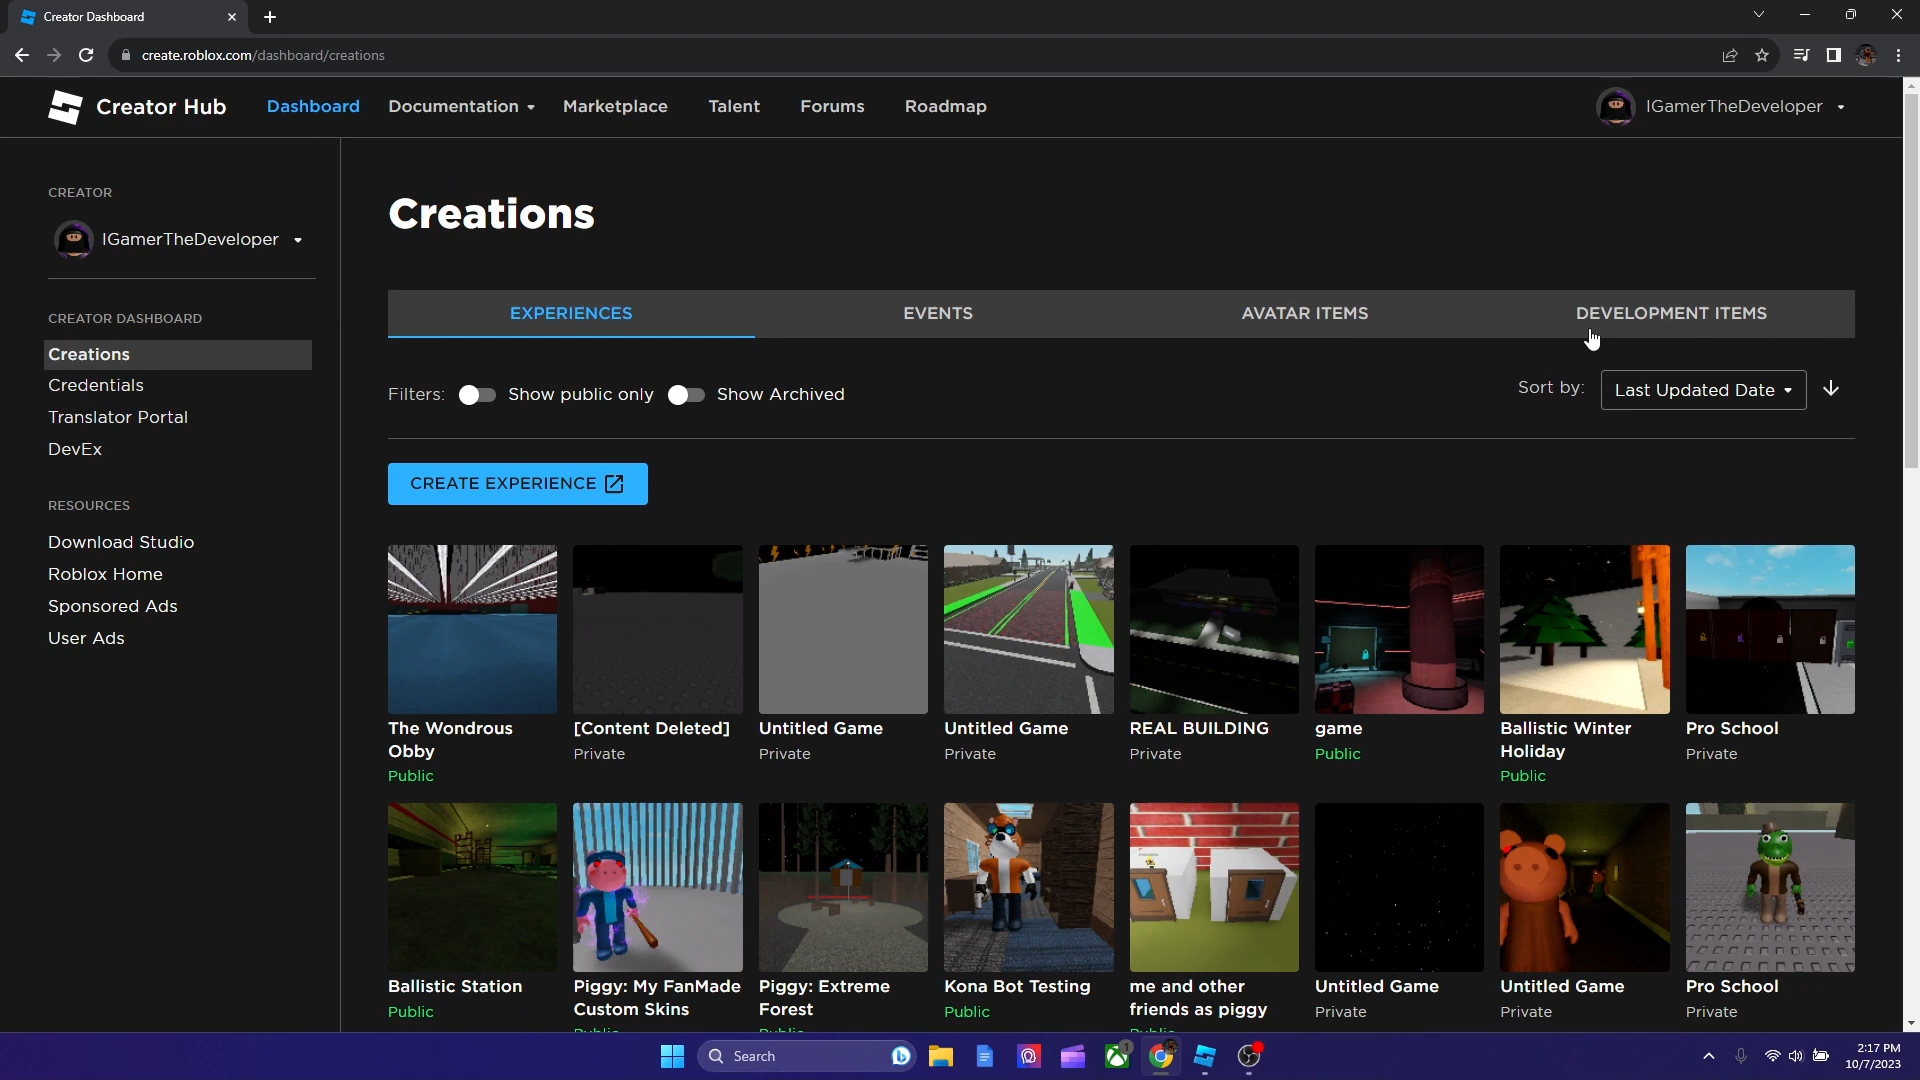 Creator Dashboard
create.roblox.com/dashboard/creations
Creator Hub
Dashboard
Documentation
Marketplace
Talent
Forums
Roadmap
IGamerTheDeveloper
CREATOR
IGamerTheDeveloper
CREATOR DASHBOARD
Creations
Credentials
Translator Portal
DevEx
RESOURCES
Download Studio
Roblox Home
Sponsored Ads
User Ads
Creations
EXPERIENCES
EVENTS
AVATAR ITEMS
DEVELOPMENT ITEMS
Filters:
Show public only
Show Archived
Sort by:
Last Updated Date
CREATE EXPERIENCE
The Wondrous
Obby
Public
[Content Deleted]
Private
Untitled Game
Private
Untitled Game
Private
REAL BUILDING
Private
game
Public
Ballistic Winter
Holiday
Public
Pro School
Private
Ballistic Station
Public
Piggy: My FanMade
Custom Skins
Public
Piggy: Extreme
Forest
Public
Kona Bot Testing
Public
me and other
friends as piggy
Public
Untitled Game
Private
Untitled Game
Private
Pro School
Private
Search
1
2:17 PM
10/7/2023